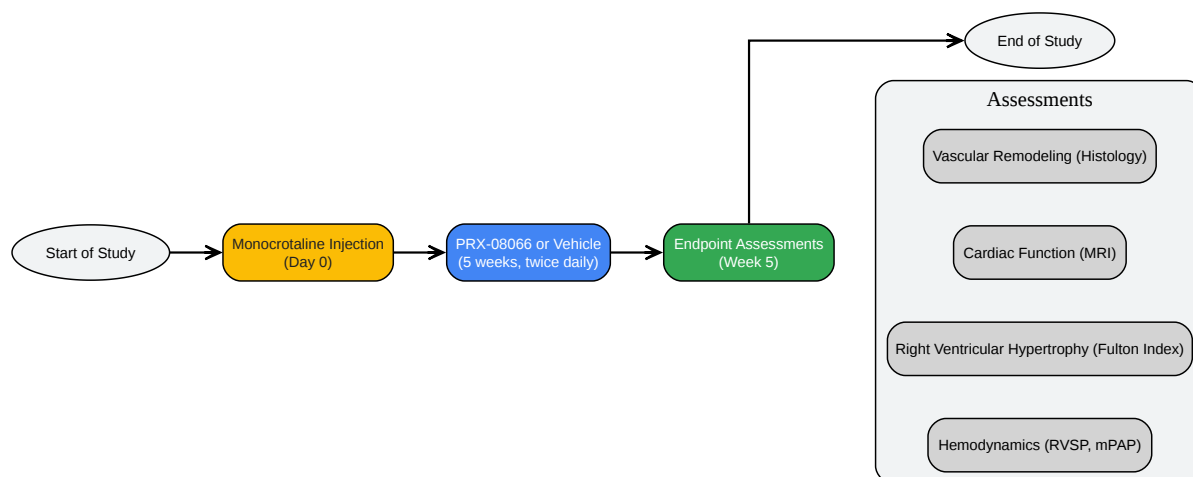 End of Study
Assessments
Vascular Remodeling (Histology)
Start of Study
Monocrotaline Injection
(Day 0)
PRX-08066 or Vehicle
(5 weeks, twice daily)
Endpoint Assessments
(Week 5)
Cardiac Function (MRI)
Right Ventricular Hypertrophy (Fulton Index)
Hemodynamics (RVSP, mPAP)